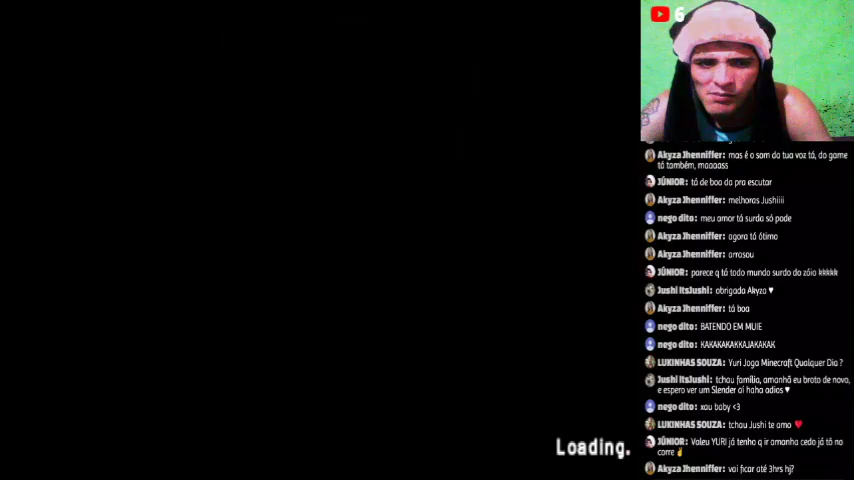 6
Akyza Jhenniffer: mas é o som da tua voz tá, do game
tá também, maaaass
JÚNIOR: tá de boa da pra escutar
Akyza Jhenniffer: melhoras Jushiiii
nego dito: meu amor tá surda só pode
Akyza Jhenniffer: agora tá ótimo
Akyza Jhenniffer: arrasou
JÚNIOR: parece q tá todo mundo surdo do zóio kkkkk
Jushi ItsJushi: obrigada Akyza ♥
Akyza Jhenniffer: tá boa
nego dito: BATENDO EM MUIE
nego dito: KAKAKAKAKKAJAKAKAK
LUKINHAS SOUZA: Yuri Joga Minecraft Qualquer Dia ?
Jushi ItsJushi: tchau família, amanhã eu broto de novo,
e espero ver um Slender aí haha adios ♥
nego dito: xau baby <3
LUKINHAS SOUZA: tchau Jushi te amo ♥
JÚNIOR: Valeu YURI já tenho q ir amanha cedo já tô no
corre ✌
Akyza Jhenniffer: vai ficar até 3hrs hj?
Loading.